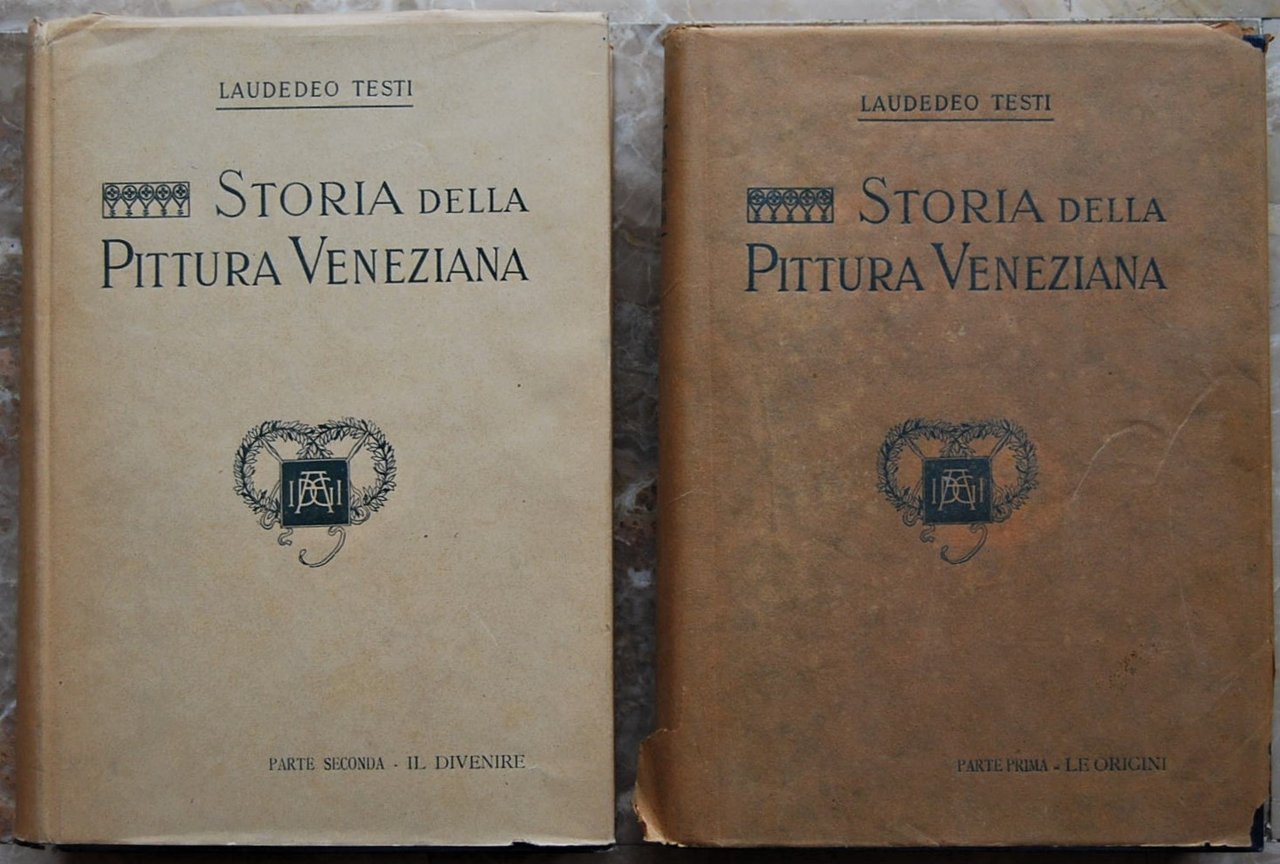 LAUDEDEO TESTI
STORIA DELLA
PITTURA VENEZIANA
PARTE SECONDA - IL DIVENIRE
LAUDEDEO TESTI
STORIA DELLA
PITTURA VENEZIANA
PARTE PRIMA - LE ORIGINI